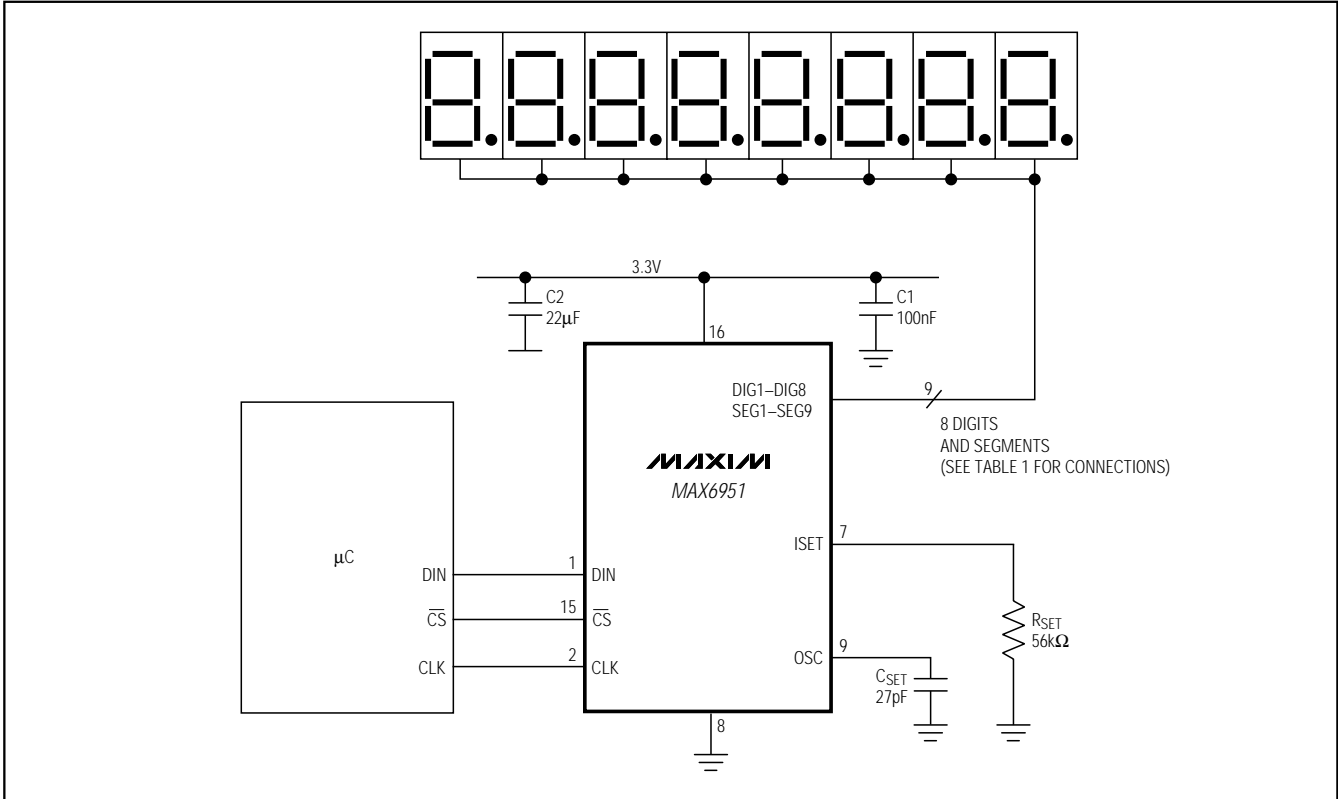 3.3V
C2
22μF
C1
100nF
16
DIG1–DIG8
SEG1–SEG9
9
8 DIGITS
AND SEGMENTS
(SEE TABLE 1 FOR CONNECTIONS)
MAXIM
MAX6951
ISET
7
μC
DIN
1
DIN
CS
15
CS
CLK
2
CLK
RSET
56kΩ
OSC
9
CSET
27pF
8